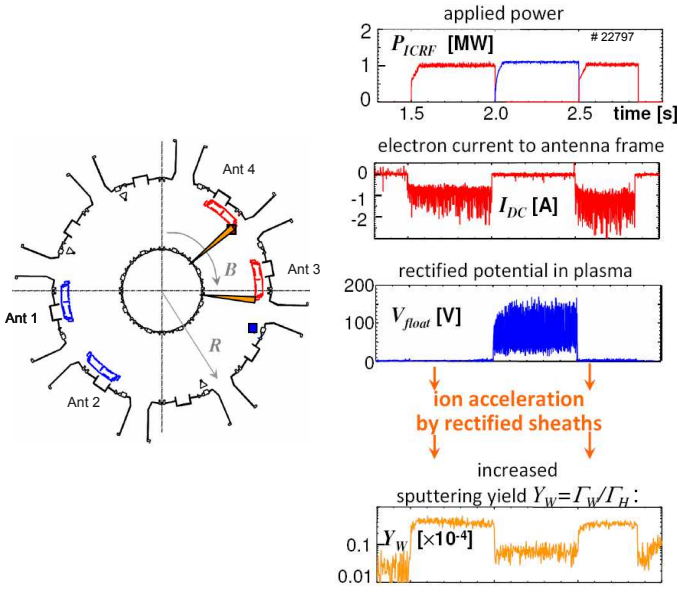 applied power
P_ICRF [MW]
# 22797
2
1
0
1.5 2.0 2.5 time [s]
electron current to antenna frame
0
-1
-2
I_DC [A]
rectified potential in plasma
200
100
0
V_float [V]
ion acceleration
by rectified sheaths
increased
sputtering yield Y_W=Γ_W/Γ_H:
Y_W [×10⁻⁴]
0.1
0.01
Ant 4
Ant 3
B
Ant 1
R
Ant 2